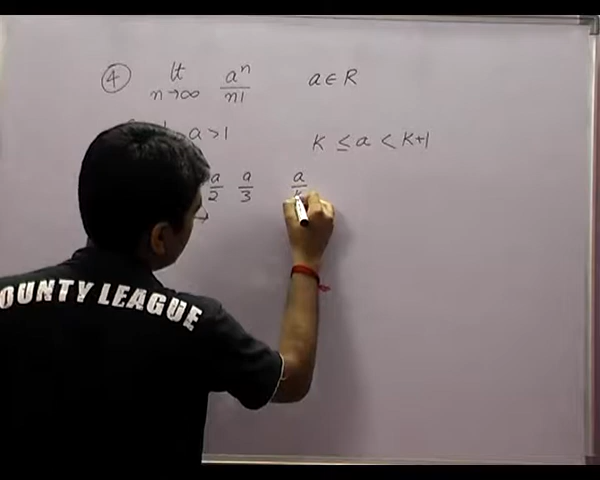 ④ lt n→∞ aⁿ/n! a ∈ R
a > 1 K ≤ a < K+1
a/2 a/3 a/K
COUNTY LEAGUE